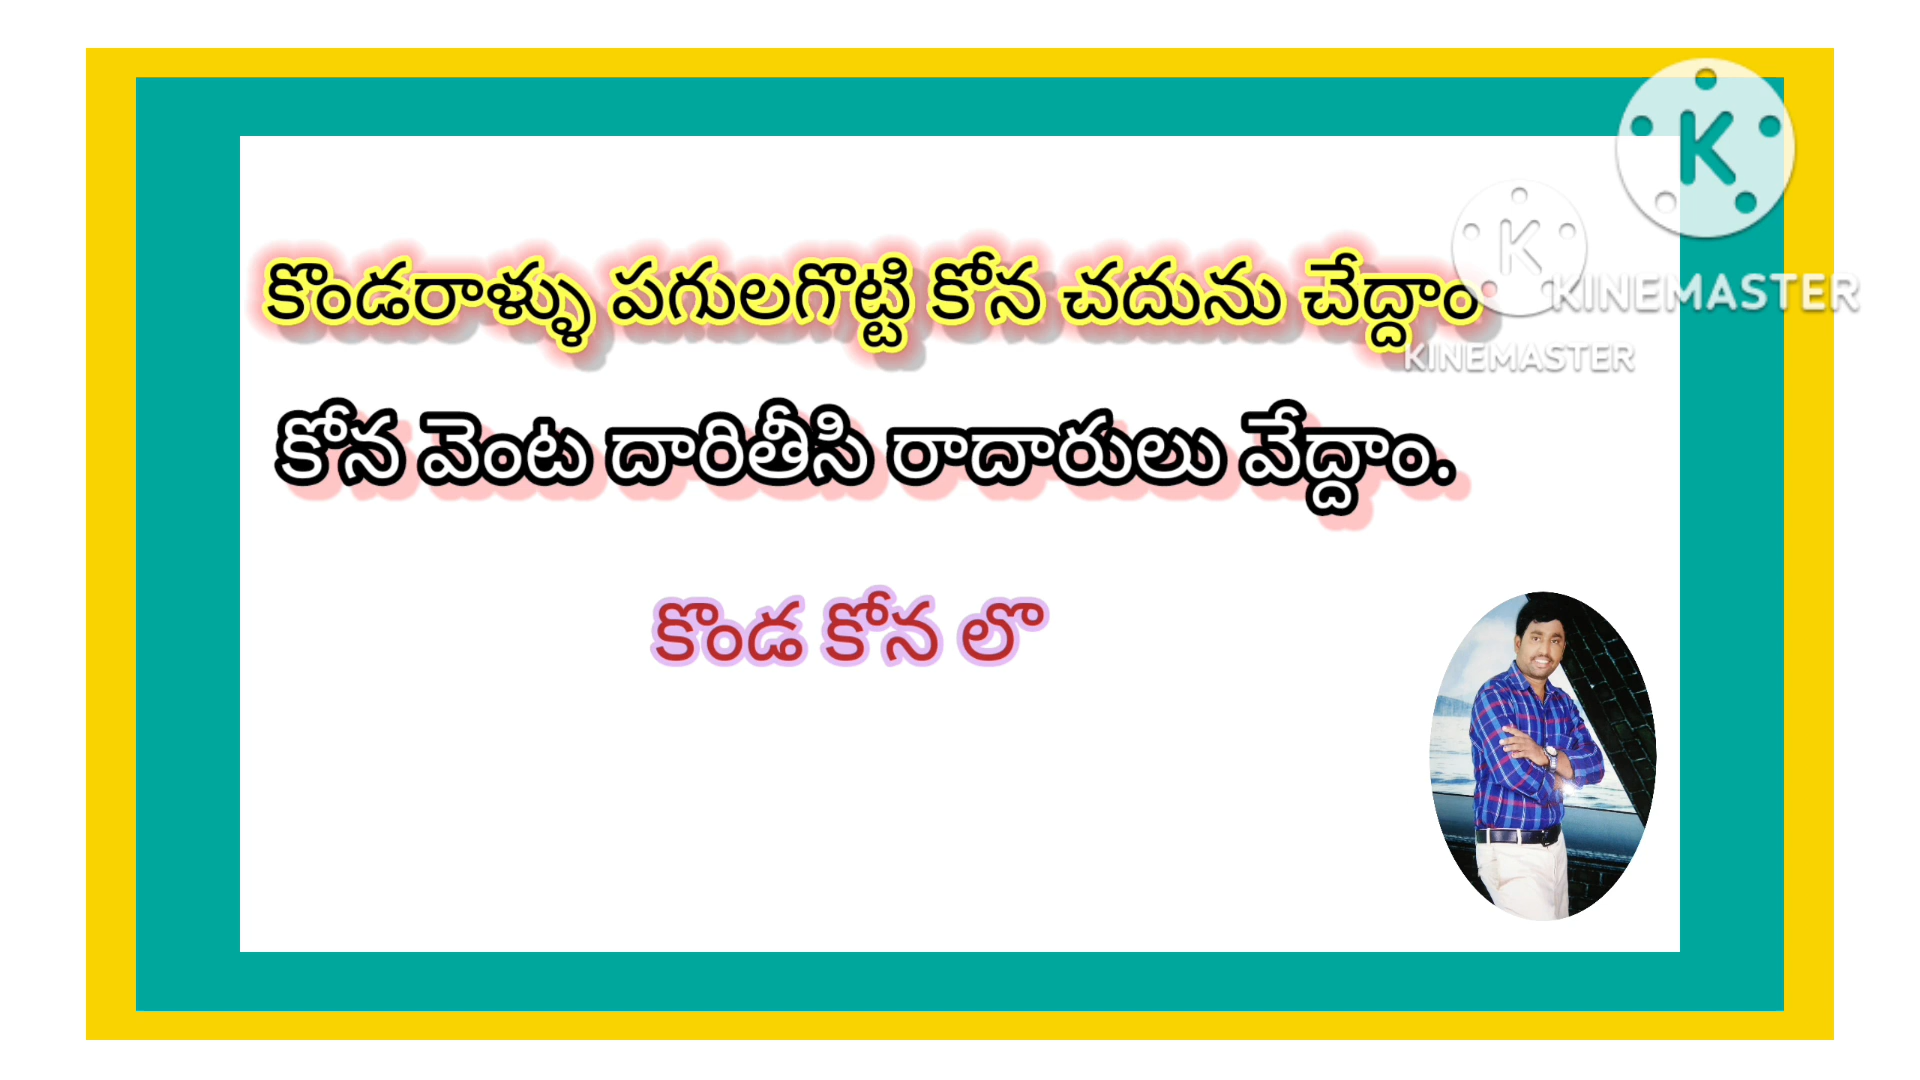 కొండరాళ్ళు పగులగొట్టి కోన చదును చేద్దాం
కోన వెంట దారితీసి రాదారులు వేద్దాం.
కొండ కోన లొ
K
KINEMASTER
K
KINEMASTER